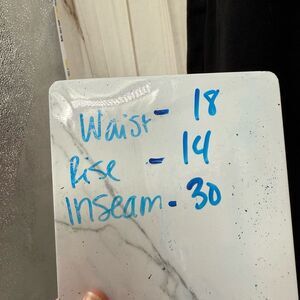 Waist - 18
Rise - 14
Inseam - 30